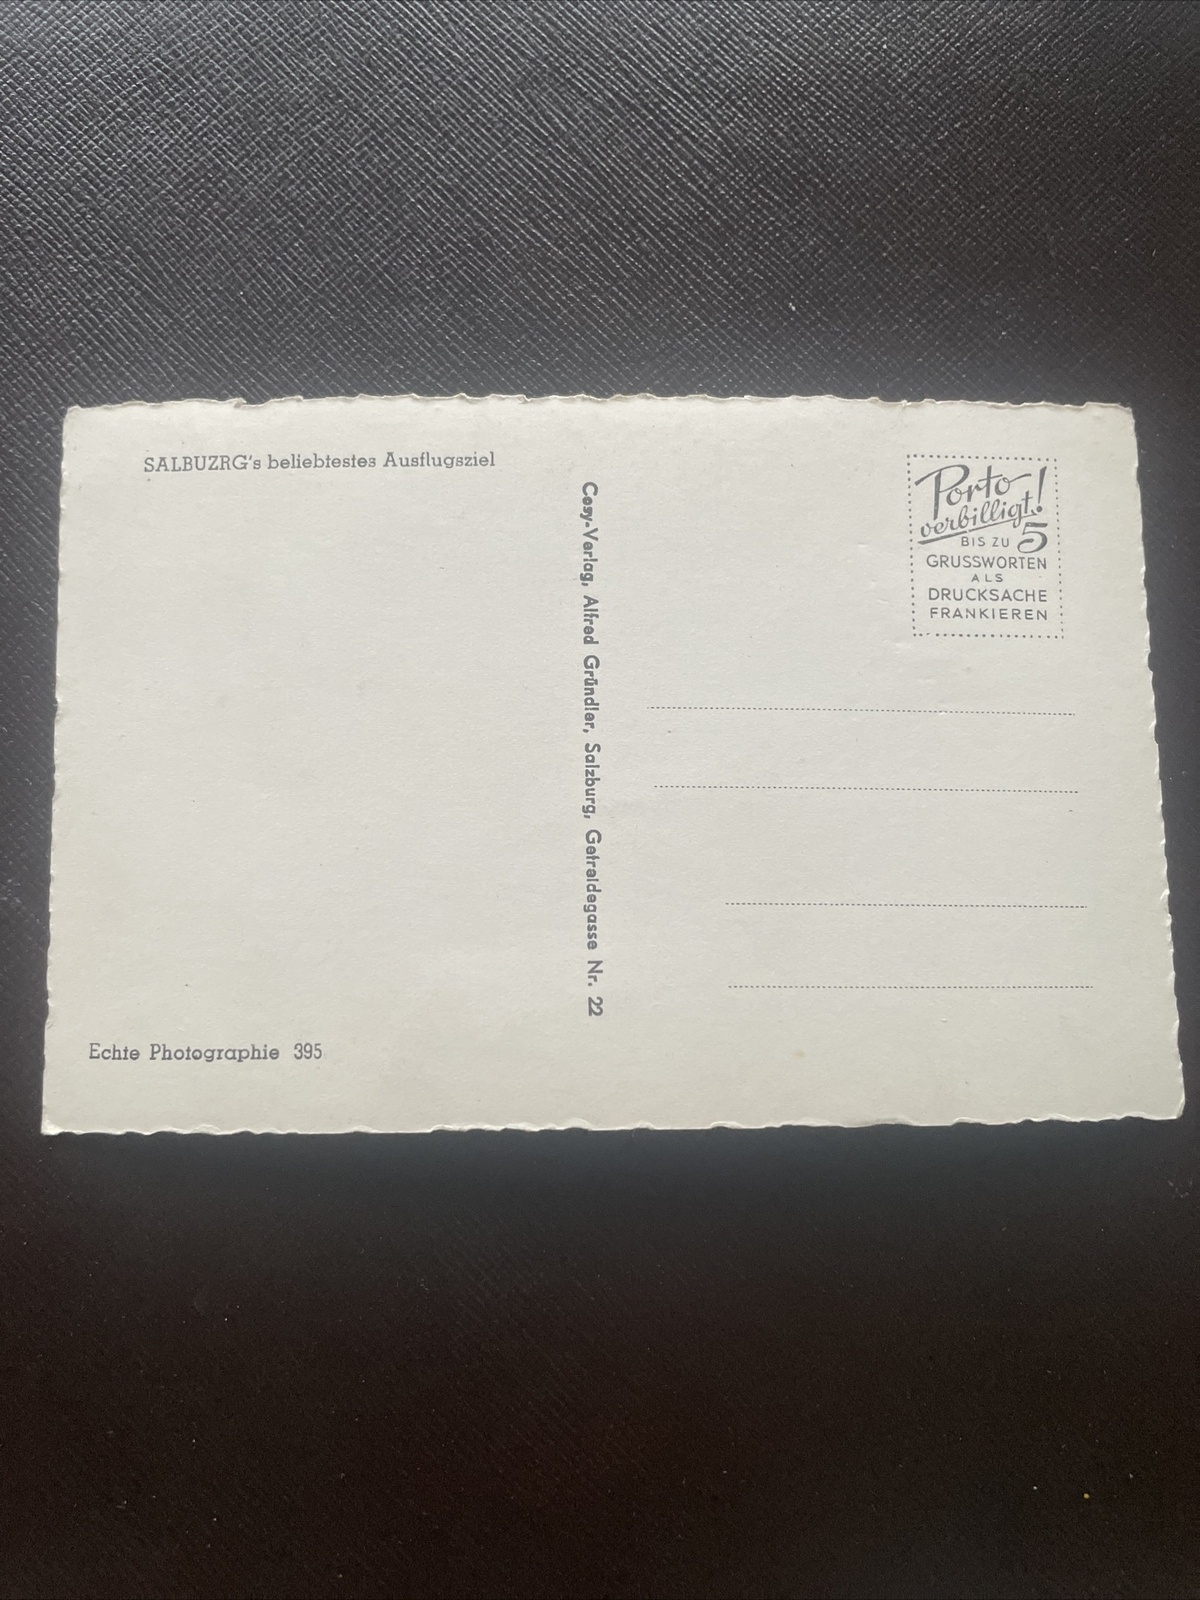 SALBUZRG's beliebtestes Ausflugsziel
Cosy-Verlag, Alfred Gründler, Salzburg, Getreidegasse Nr. 22
Porto
verbilligt!
BIS ZU 5
GRUSSWORTEN
ALS
DRUCKSACHE
FRANKIEREN
Echte Photographie 395